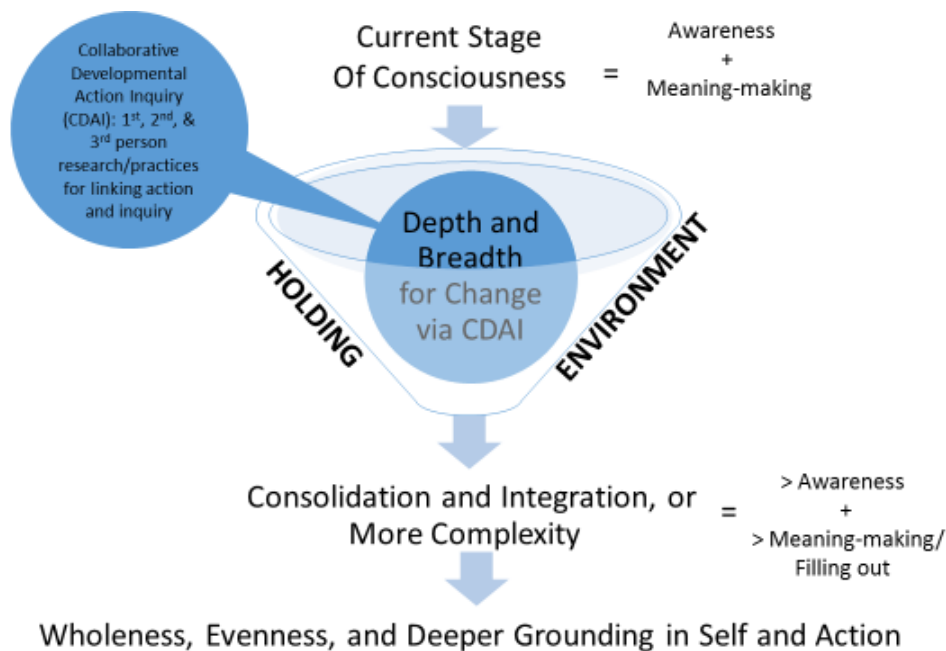 Collaborative
Developmental
Action Inquiry
(CDAI): 1st, 2nd, &
3rd person
research/practices
for linking action
and inquiry
Current Stage
Of Consciousness
=
Awareness
+
Meaning-making
Depth and
Breadth
for Change
via CDAI
HOLDING
ENVIRONMENT
Consolidation and Integration, or
More Complexity
=
> Awareness
+
> Meaning-making/
Filling out
Wholeness, Evenness, and Deeper Grounding in Self and Action